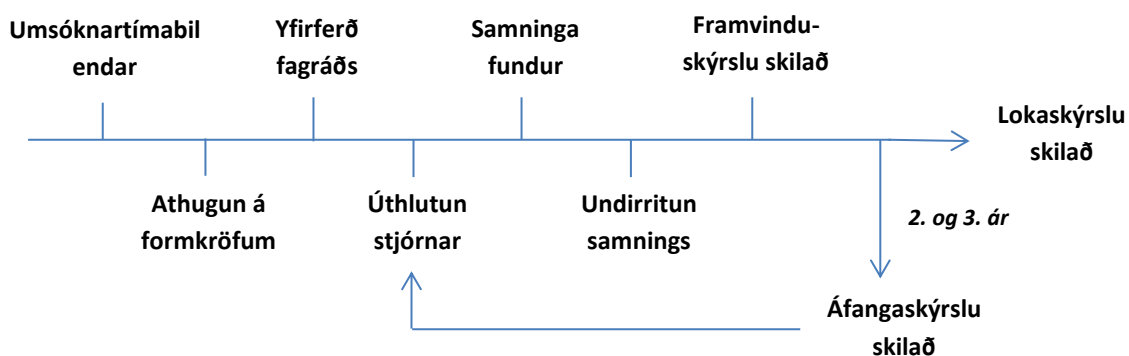 Umsóknartímabil
endar
Yfirferð
fagráðs
Samninga
fundur
Framvindu-
skýrslu skilað
Lokaskýrslu
skilað
Athugun á
formkröfum
Úthlutun
stjórnar
Undirritun
samnings
2. og 3. ár
Áfangaskýrslu
skilað